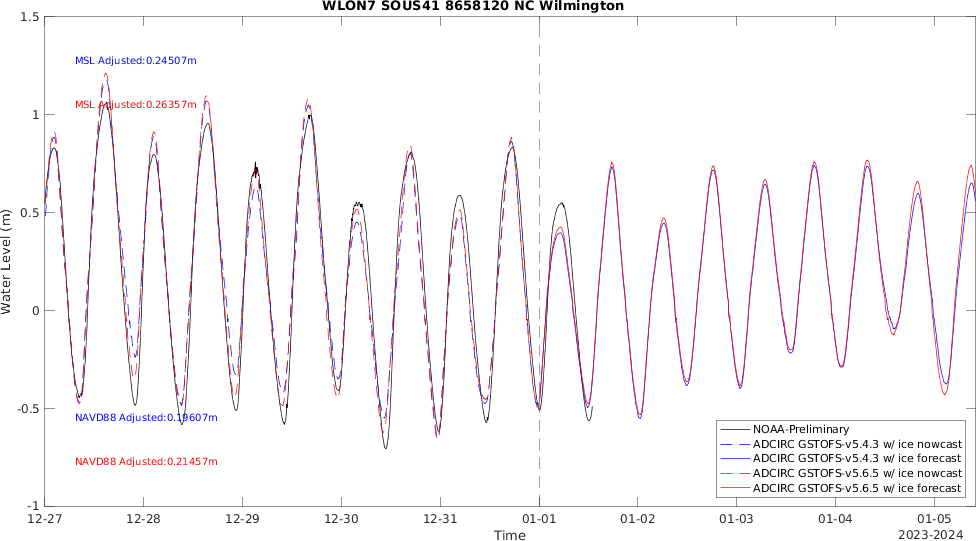 WLON7 SOUS41 8658120 NC Wilmington
1.5
1
0.5
0
-0.5
-1
Water Level (m)
MSL Adjusted:0.24507m
MSL Adjusted:0.26357m
NAVD88 Adjusted:0.19607m
NAVD88 Adjusted:0.21457m
NOAA-Preliminary
ADCIRC GSTOFS-v5.4.3 w/ ice nowcast
ADCIRC GSTOFS-v5.4.3 w/ ice forecast
ADCIRC GSTOFS-v5.6.5 w/ ice nowcast
ADCIRC GSTOFS-v5.6.5 w/ ice forecast
12-27 12-28 12-29 12-30 12-31 01-01 01-02 01-03 01-04 01-05
Time
2023-2024